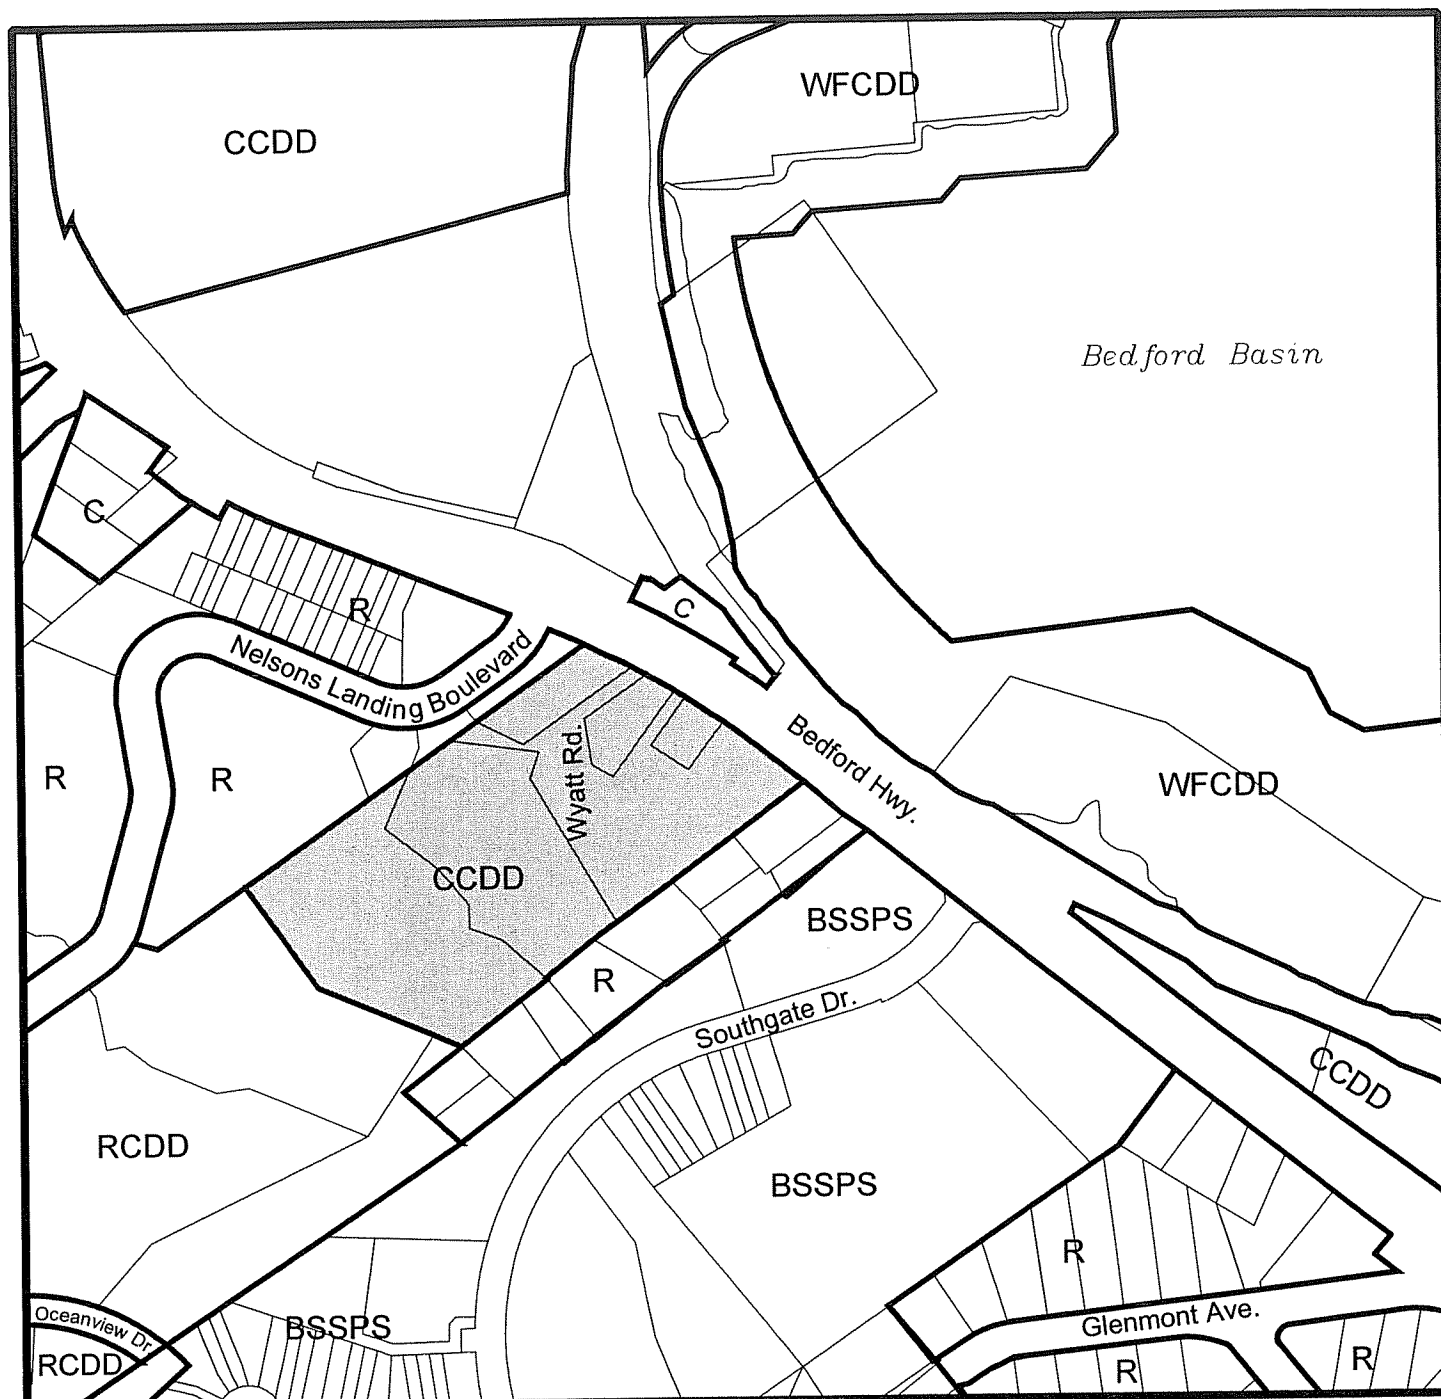 WFCDD
CCDD
Bedford Basin
C
R
C
Nelsons Landing Boulevard
Bedford Hwy.
Wyatt Rd.
R
R
WFCDD
CCDD
BSSPS
R
Southgate Dr.
CCDD
RCDD
BSSPS
R
Oceanview Dr.
BSSPS
Glenmont Ave.
RCDD
R
R